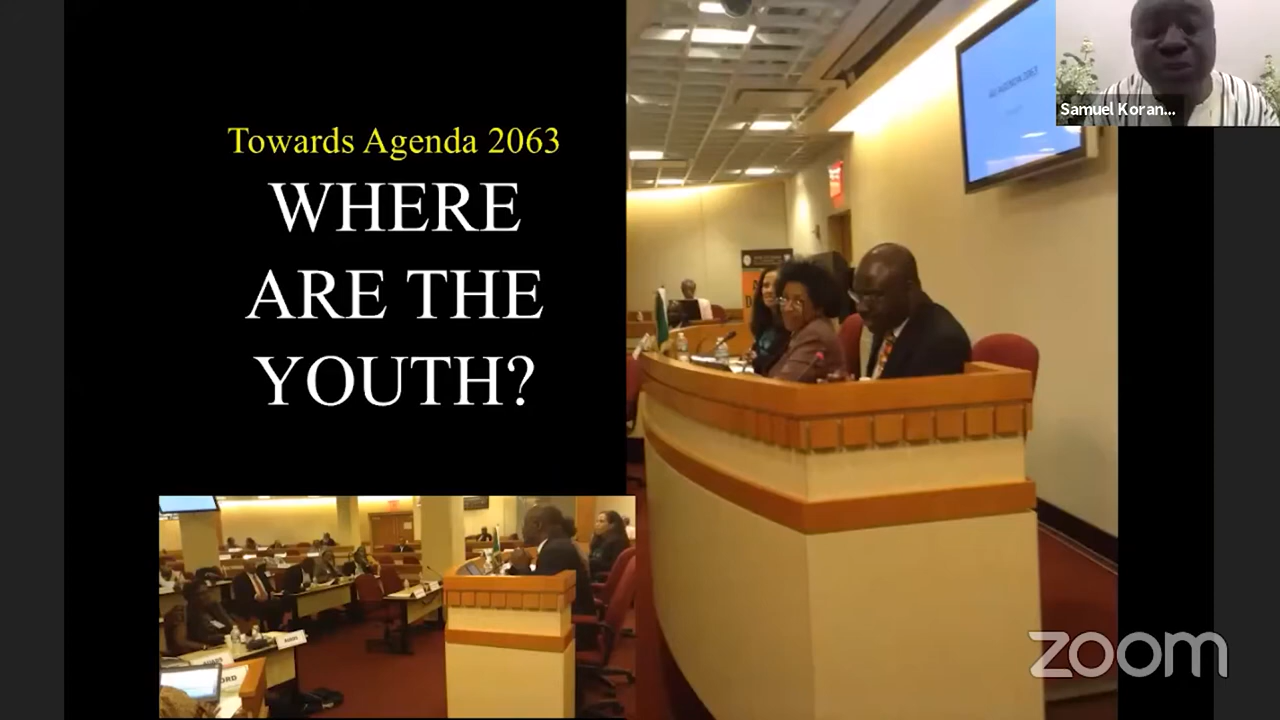 Towards Agenda 2063
WHERE
ARE THE
YOUTH?
Samuel Koran...
zoom